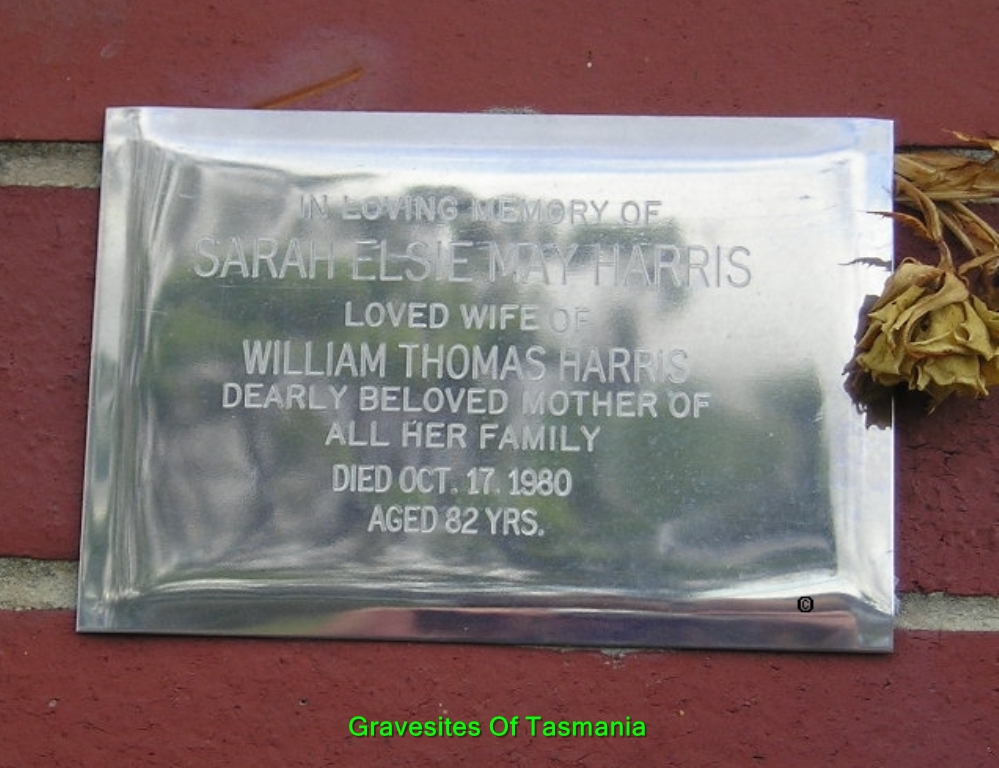 IN LOVING MEMORY OF
SARAH ELSIE MAY HARRIS
LOVED WIFE OF
WILLIAM THOMAS HARRIS
DEARLY BELOVED MOTHER OF
ALL HER FAMILY
DIED OCT. 17. 1980
AGED 82 YRS.
©
Gravesites Of Tasmania